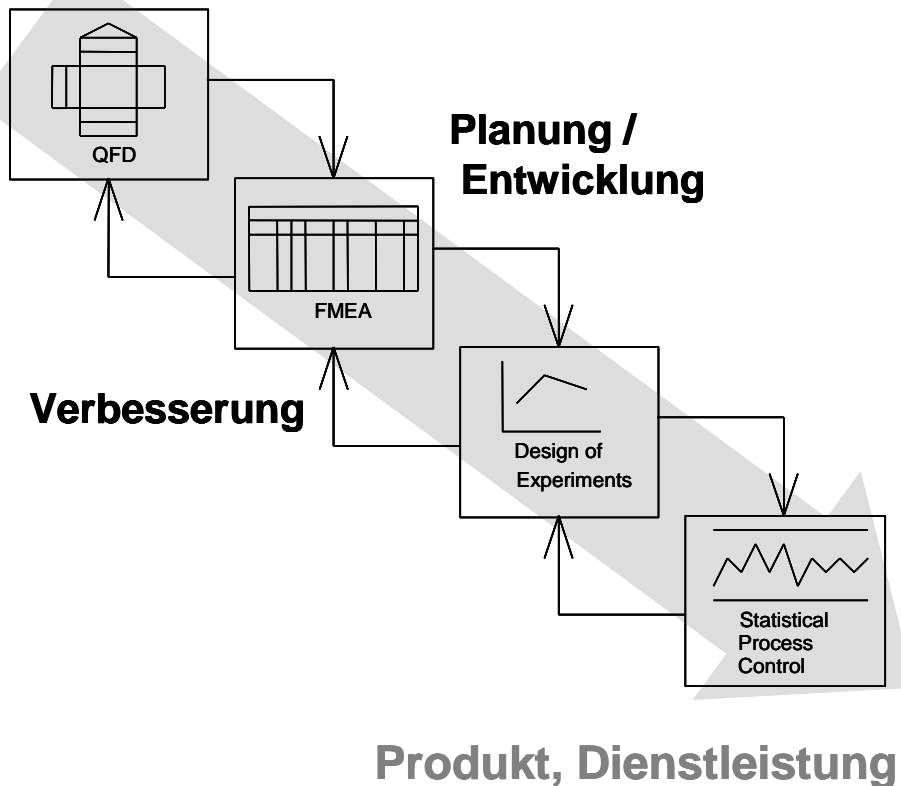 QFD
Planung /
Entwicklung
FMEA
Verbesserung
Design of
Experiments
Statistical
Process
Control
Produkt, Dienstleistung